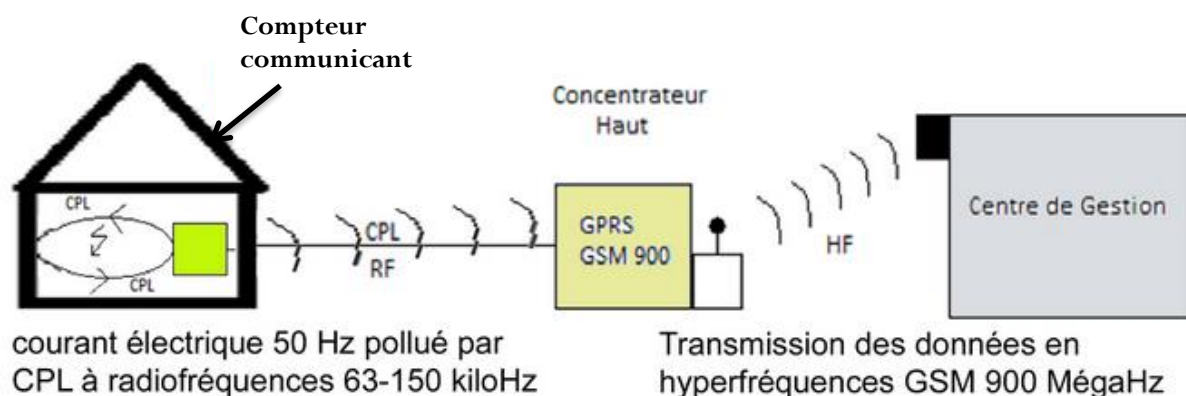 Compteur
communicant
Concentrateur
Haut
CPL
CPL
CPL
RF
GPRS
GSM 900
HF
Centre de Gestion
courant électrique 50 Hz pollué par
CPL à radiofréquences 63-150 kiloHz
Transmission des données en
hyperfréquences GSM 900 MégaHz